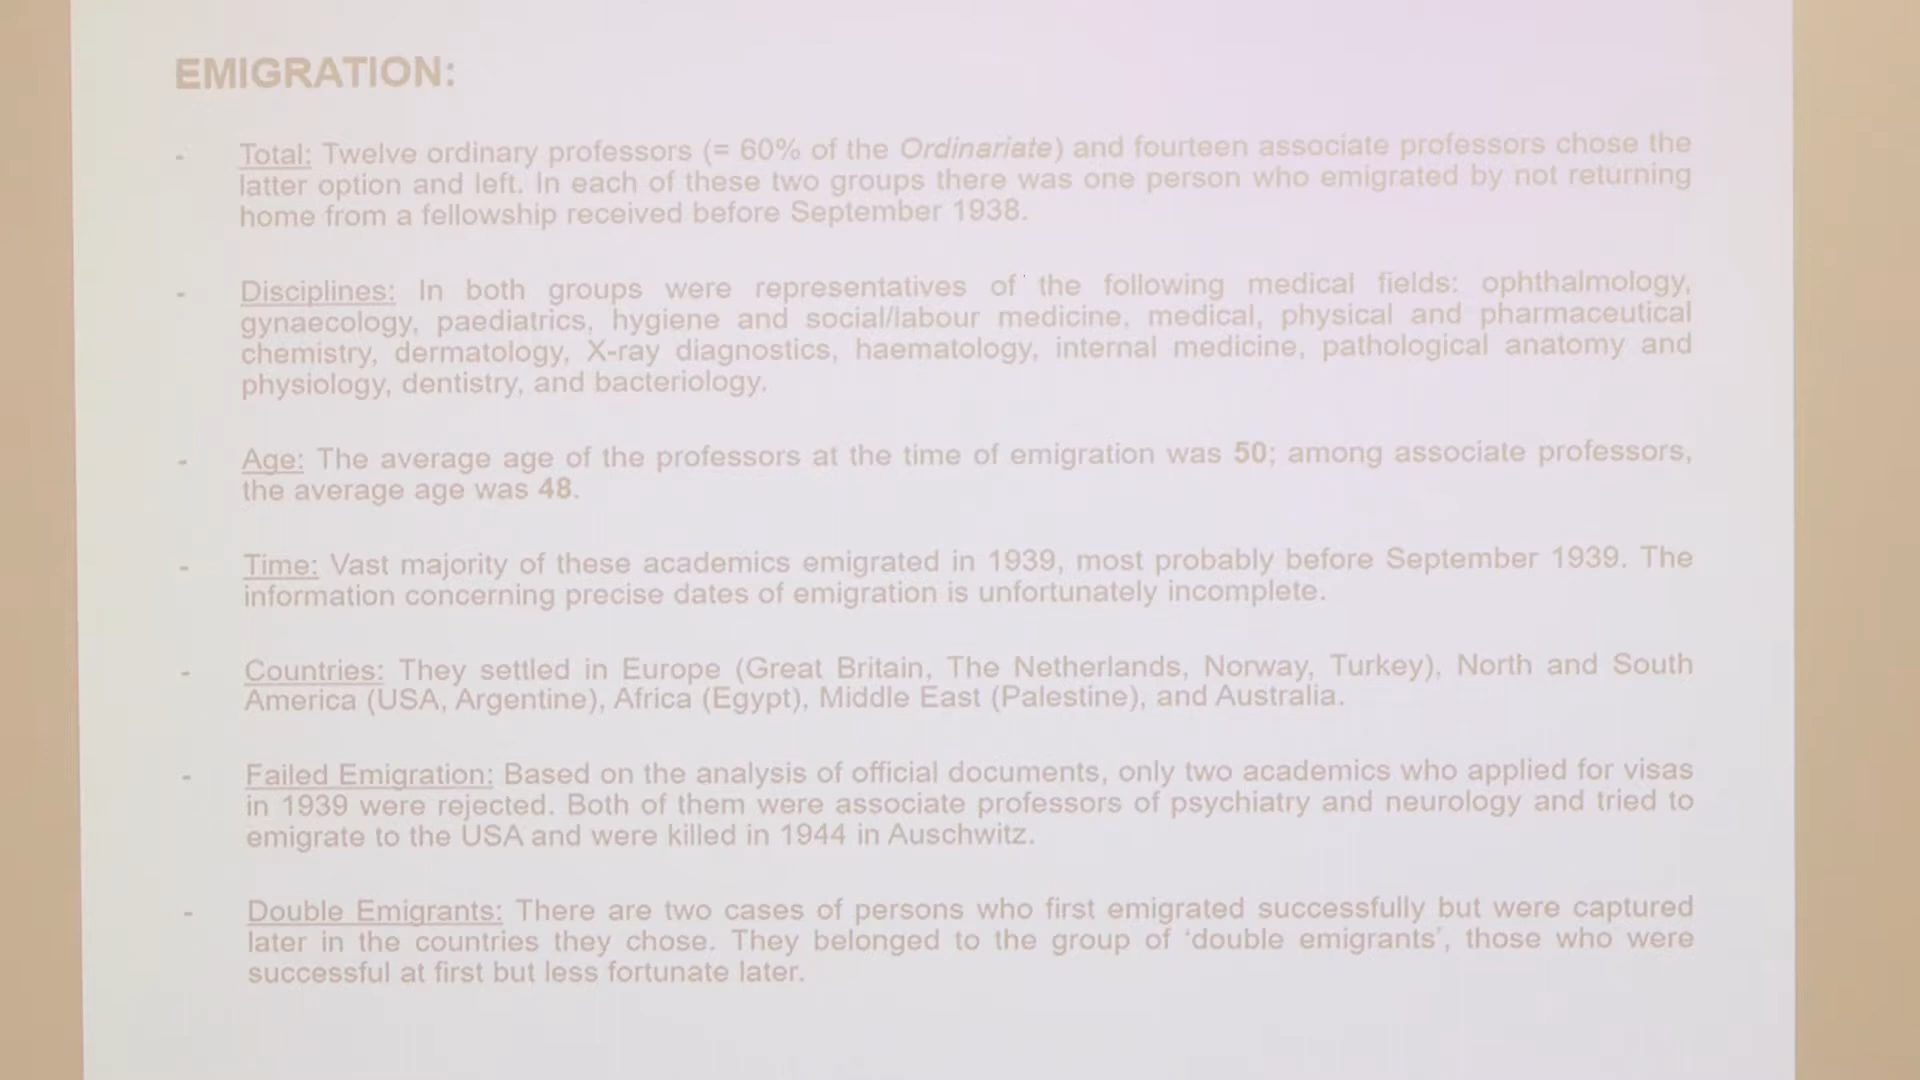 EMIGRATION:
- Total: Twelve ordinary professors (= 60% of the Ordinariate) and fourteen associate professors chose the
latter option and left. In each of these two groups there was one person who emigrated by not returning
home from a fellowship received before September 1938.
- Disciplines: In both groups were representatives of the following medical fields: ophthalmology,
gynaecology, paediatrics, hygiene and social/labour medicine, medical, physical and pharmaceutical
chemistry, dermatology, X-ray diagnostics, haematology, internal medicine, pathological anatomy and
physiology, dentistry, and bacteriology.
- Age: The average age of the professors at the time of emigration was 50; among associate professors,
the average age was 48.
- Time: Vast majority of these academics emigrated in 1939, most probably before September 1939. The
information concerning precise dates of emigration is unfortunately incomplete.
- Countries: They settled in Europe (Great Britain, The Netherlands, Norway, Turkey), North and South
America (USA, Argentine), Africa (Egypt), Middle East (Palestine), and Australia.
- Failed Emigration: Based on the analysis of official documents, only two academics who applied for visas
in 1939 were rejected. Both of them were associate professors of psychiatry and neurology and tried to
emigrate to the USA and were killed in 1944 in Auschwitz.
- Double Emigrants: There are two cases of persons who first emigrated successfully but were captured
later in the countries they chose. They belonged to the group of ‘double emigrants’, those who were
successful at first but less fortunate later.